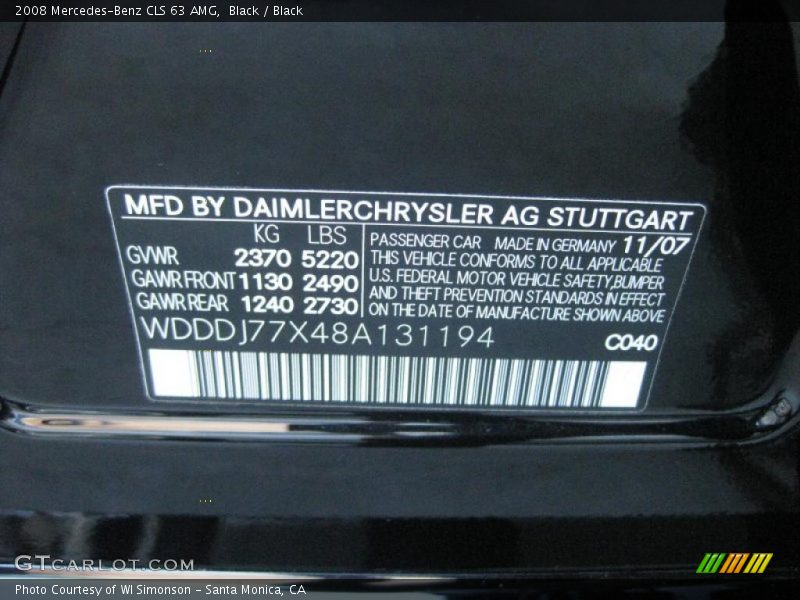 2008 Mercedes-Benz CLS 63 AMG, Black / Black
MFD BY DAIMLERCHRYSLER AG STUTTGART
KG LBS
GVWR 2370 5220
GAWR FRONT 1130 2490
GAWR REAR 1240 2730
PASSENGER CAR MADE IN GERMANY 11/07
THIS VEHICLE CONFORMS TO ALL APPLICABLE
U.S. FEDERAL MOTOR VEHICLE SAFETY,BUMPER
AND THEFT PREVENTION STANDARDS IN EFFECT
ON THE DATE OF MANUFACTURE SHOWN ABOVE
WDDDJ77X48A131194
C040
GTCARLOT.COM
Photo Courtesy of WI Simonson - Santa Monica, CA